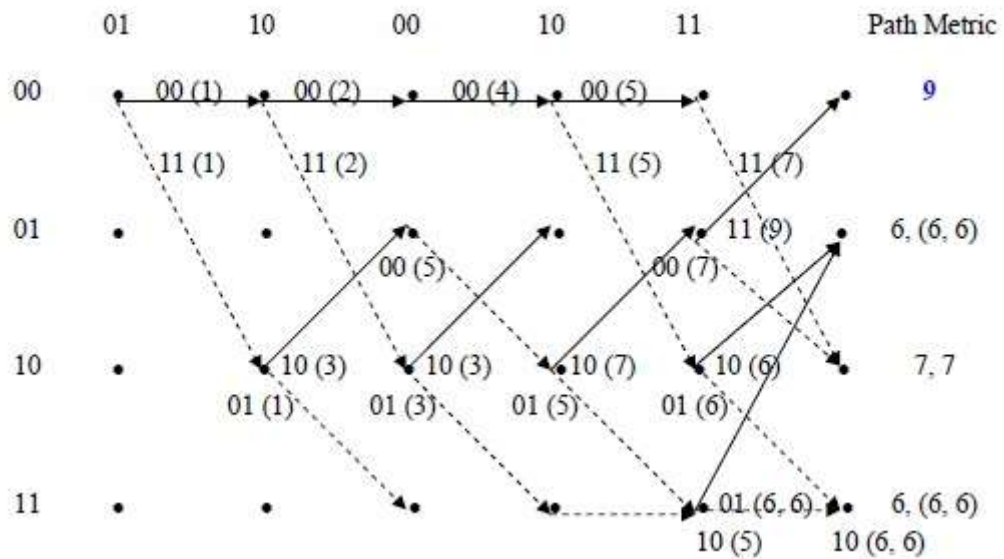 01 10 00 10 11 Path Metric
00 00 (1) 00 (2) 00 (4) 00 (5) 9
11 (1) 11 (2) 11 (5) 11 (7)
01 11 (9) 6, (6, 6)
00 (5) 00 (7)
10 10 (3) 10 (3) 10 (7) 10 (6) 7, 7
01 (1) 01 (3) 01 (5) 01 (6)
11 01 (6, 6) 6, (6, 6)
10 (5) 10 (6, 6)